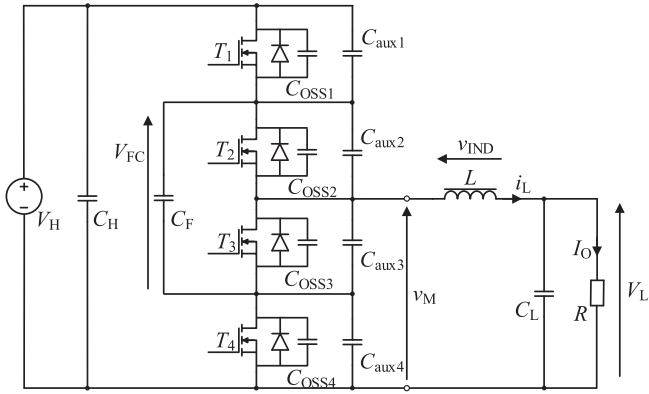 T1
COSS1
Caux1
T2
COSS2
Caux2
VFC
vIND
L
iL
VH
CH
CF
T3
COSS3
Caux3
vM
IO
CL
R
VL
T4
COSS4
Caux4